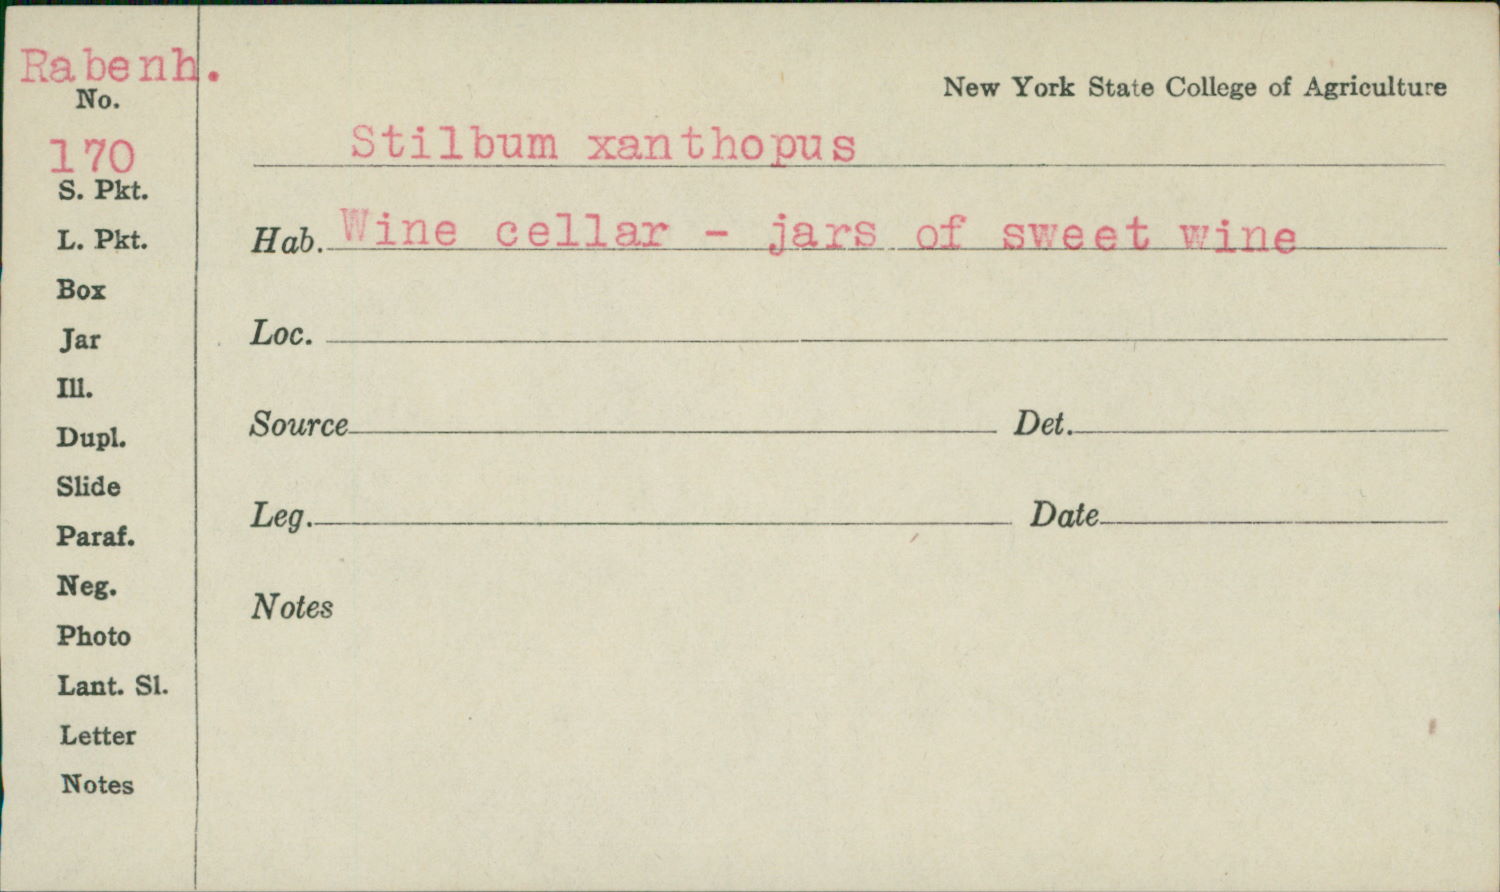 Rabenh.
No.
170
S. Pkt.
L. Pkt.
Box
Jar
Ill.
Dupl.
Slide
Paraf.
Neg.
Photo
Lant. Sl.
Letter
Notes
New York State College of Agriculture
Stilbum xanthopus
Hab. Wine cellar - jars of sweet wine
Loc.
Source Det.
Leg. Date
Notes